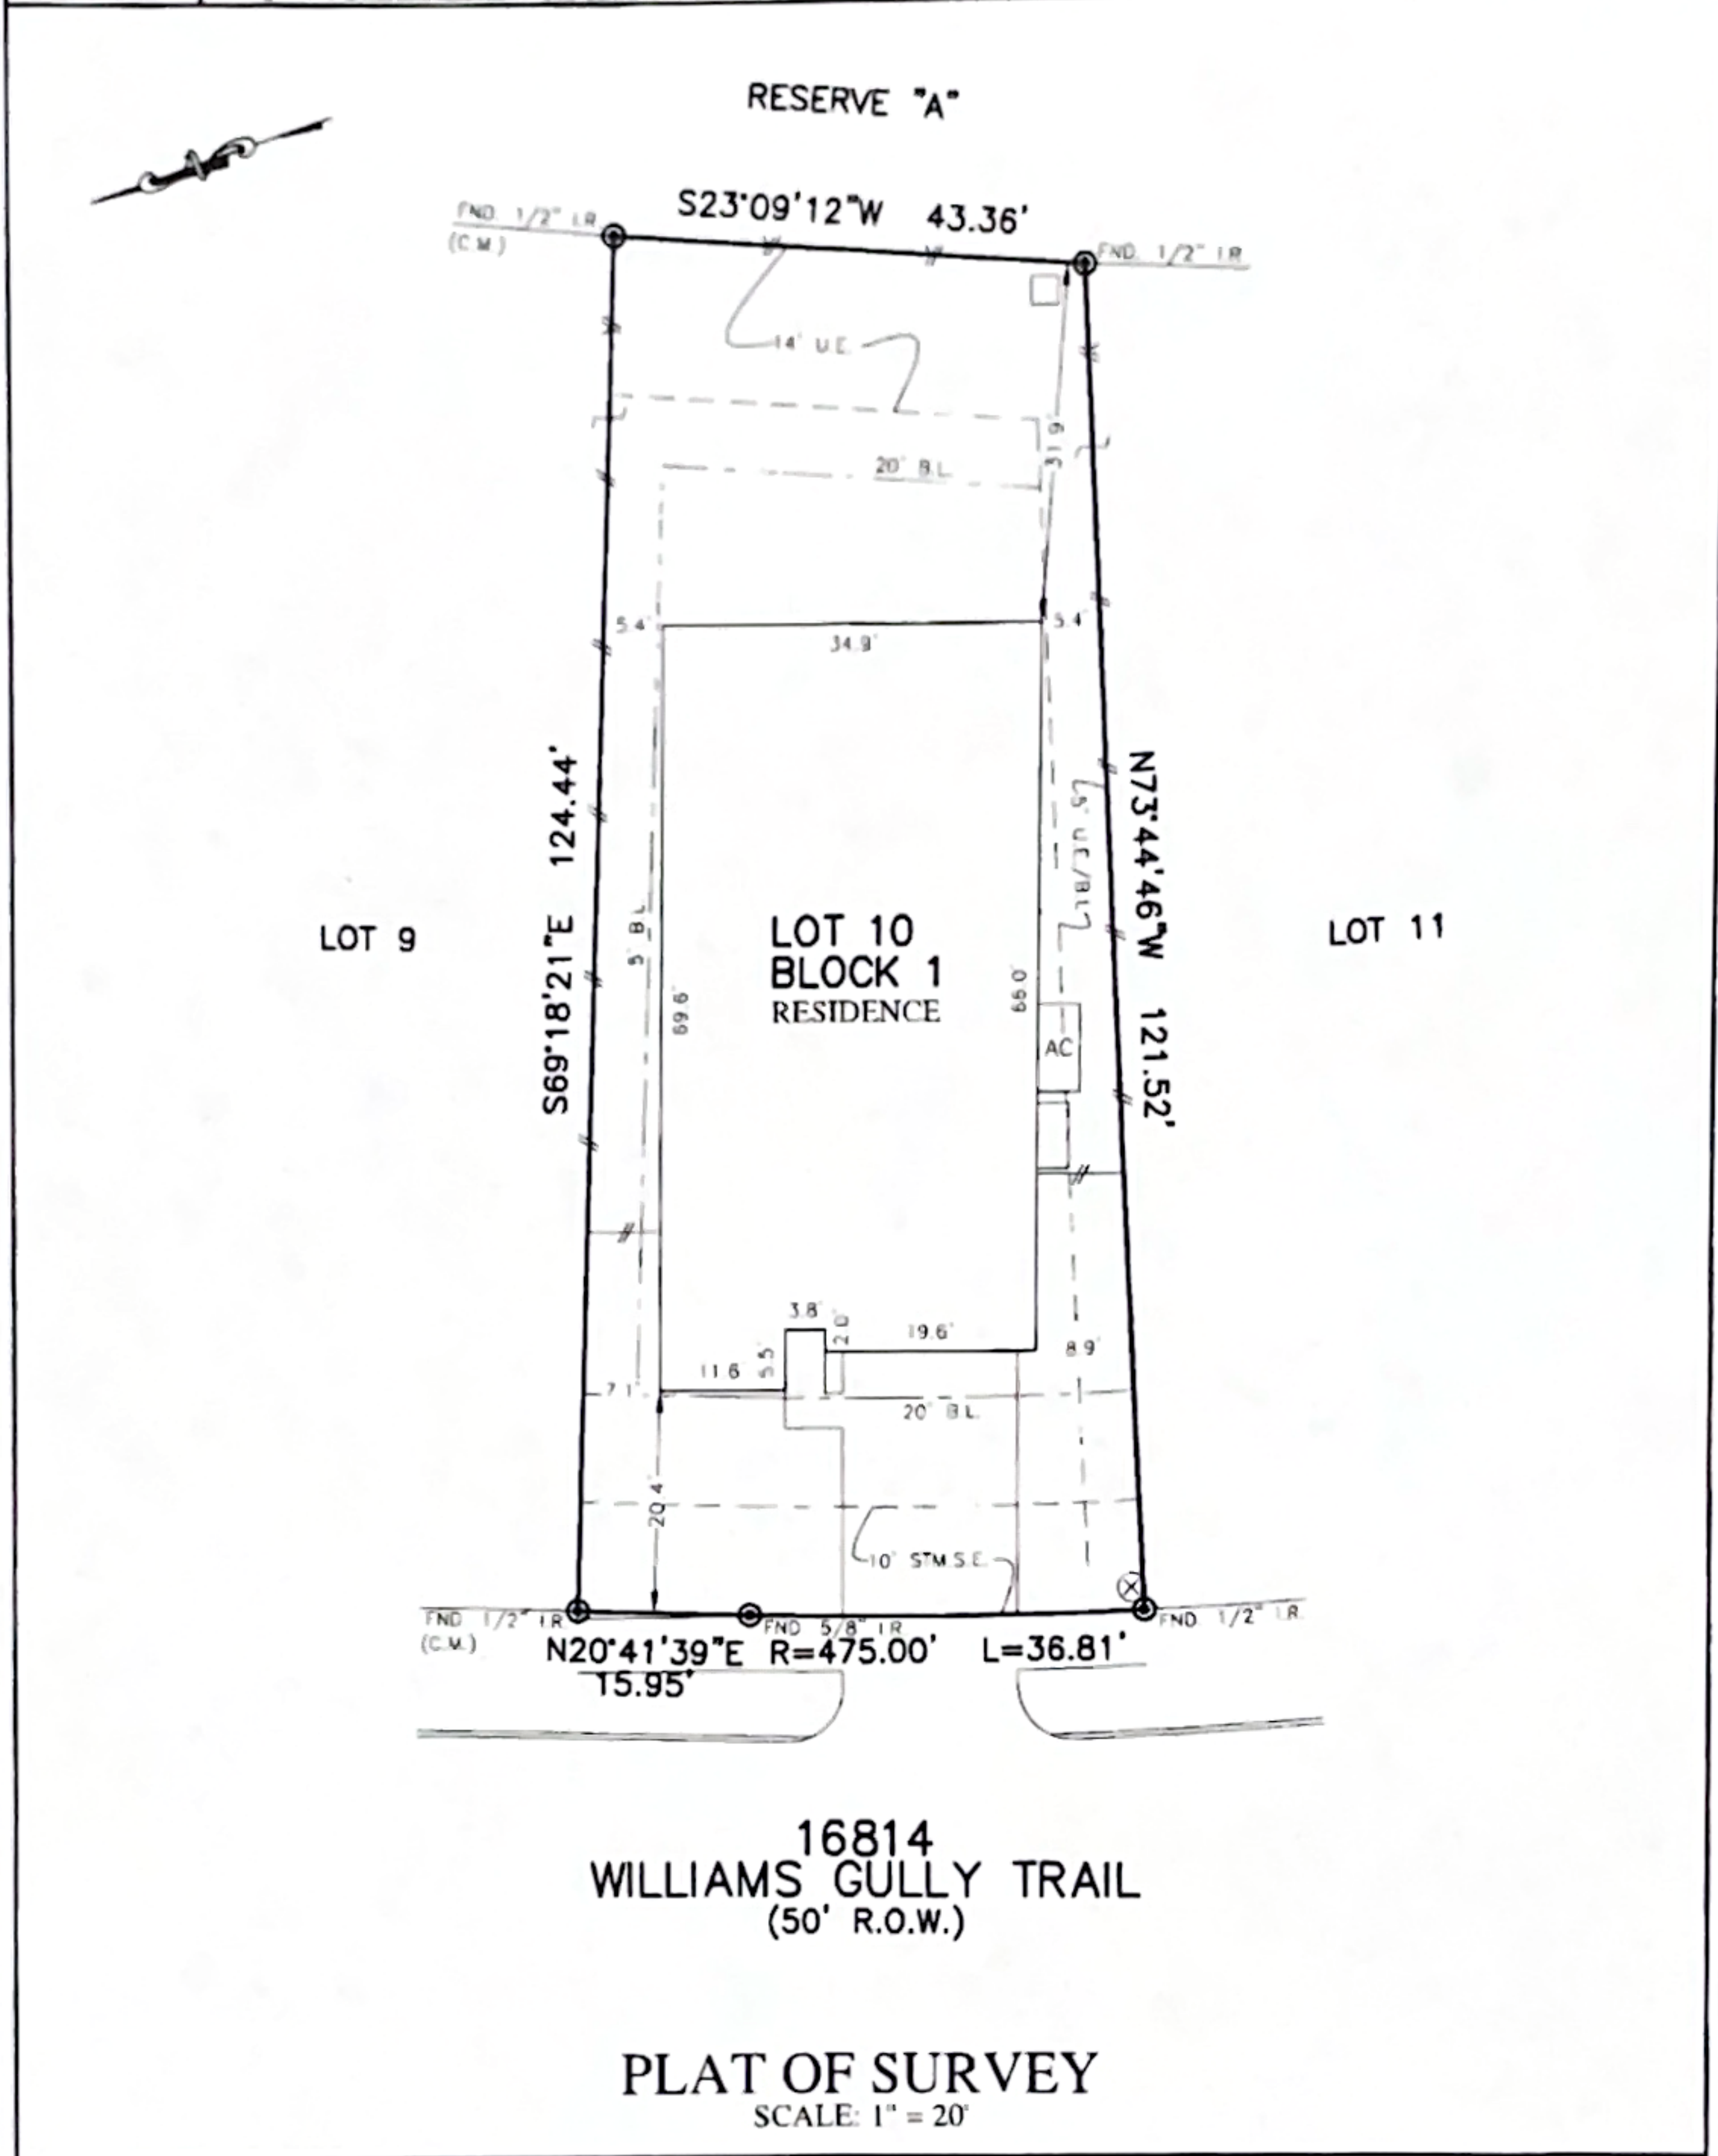 RESERVE "A"
S23°09'12"W 43.36'
FND. 1/2" I.R.
(C.M.)
FND. 1/2" I.R.
14' U.E.
31.9'
20' B.L.
5.4'
34.9'
5.4'
S69°18'21"E 124.44'
N73°44'46"W 121.52'
5' U.E./B.L.
LOT 9
5' B.L.
69.6'
LOT 10
BLOCK 1
RESIDENCE
66.0'
AC
LOT 11
3.8'
2.0'
19.6'
5.5'
11.6'
8.9'
7.1'
20' B.L.
20.4'
10' STM.S.E.
FND. 1/2" I.R.
(C.M.)
FND. 5/8" I.R.
FND. 1/2" I.R.
N20°41'39"E R=475.00' L=36.81'
15.95'
16814
WILLIAMS GULLY TRAIL
(50' R.O.W.)
PLAT OF SURVEY
SCALE: 1" = 20'